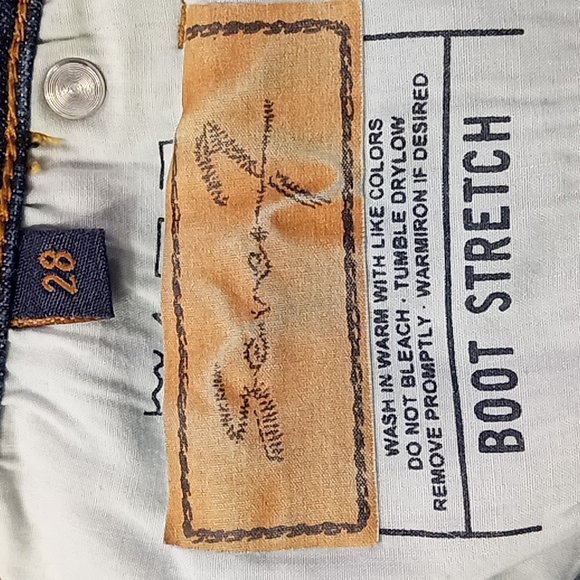 28
WASH IN WARM WITH LIKE COLORS
DO NOT BLEACH · TUMBLE DRYLOW
REMOVE PROMPTLY · WARMIRON IF DESIRED
BOOT STRETCH